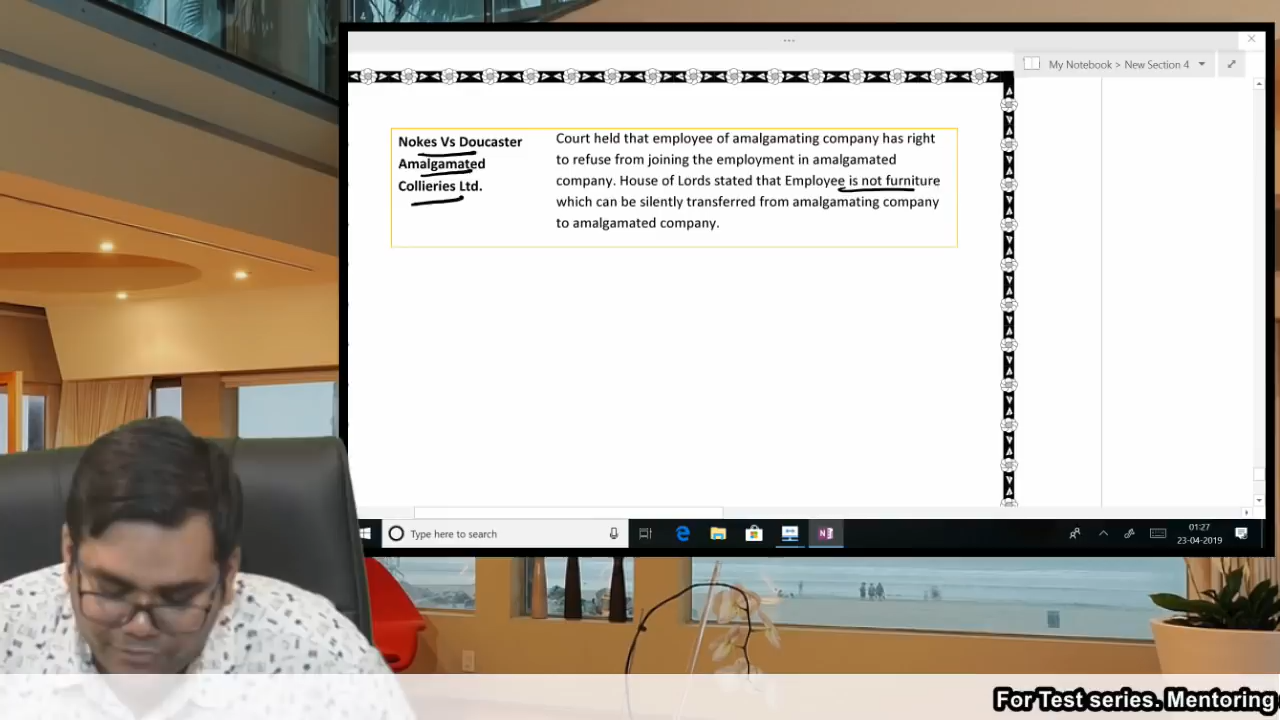 My Notebook > New Section 4
Nokes Vs Doucaster
Amalgamated
Collieries Ltd.
Court held that employee of amalgamating company has right
to refuse from joining the employment in amalgamated
company. House of Lords stated that Employee is not furniture
which can be silently transferred from amalgamating company
to amalgamated company.
Type here to search
01:27
23-04-2019
For Test series. Mentoring